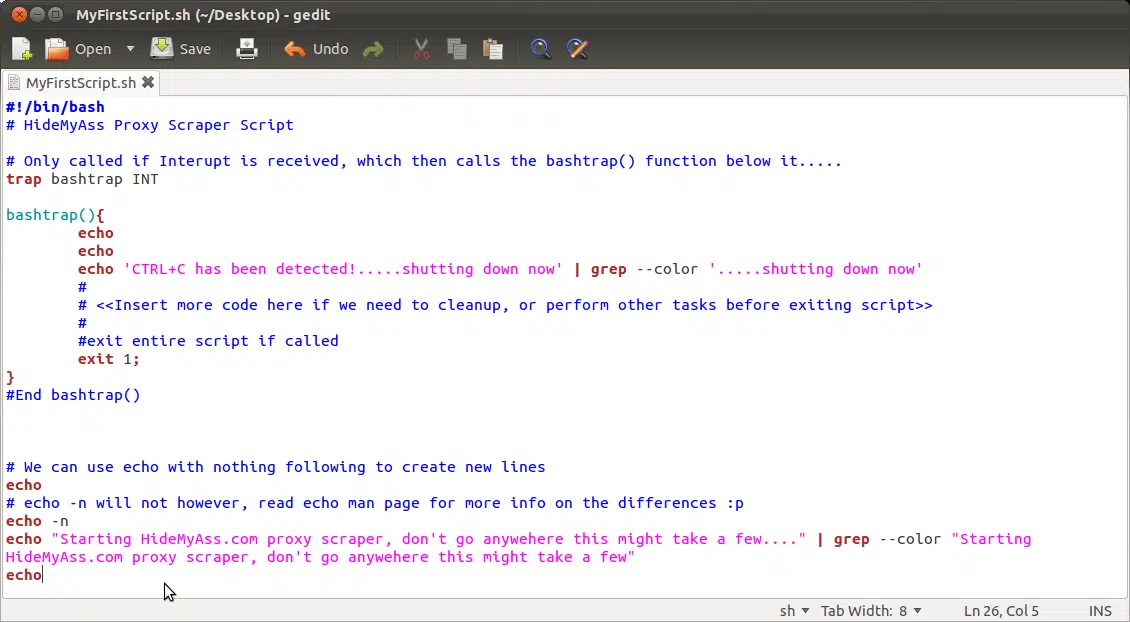 MyFirstScript.sh (~/Desktop) - gedit
Open Save Undo
MyFirstScript.sh
#!/bin/bash
# HideMyAss Proxy Scraper Script
# Only called if Interupt is received, which then calls the bashtrap() function below it.....
trap bashtrap INT
bashtrap(){
echo
echo
echo 'CTRL+C has been detected!.....shutting down now' | grep --color '.....shutting down now'
#
# <<Insert more code here if we need to cleanup, or perform other tasks before exiting script>>
#
#exit entire script if called
exit 1;
}
#End bashtrap()
# We can use echo with nothing following to create new lines
echo
# echo -n will not however, read echo man page for more info on the differences :p
echo -n
echo "Starting HideMyAss.com proxy scraper, don't go anywehere this might take a few...." | grep --color "Starting
HideMyAss.com proxy scraper, don't go anywehere this might take a few"
echo
sh Tab Width: 8 Ln 26, Col 5 INS